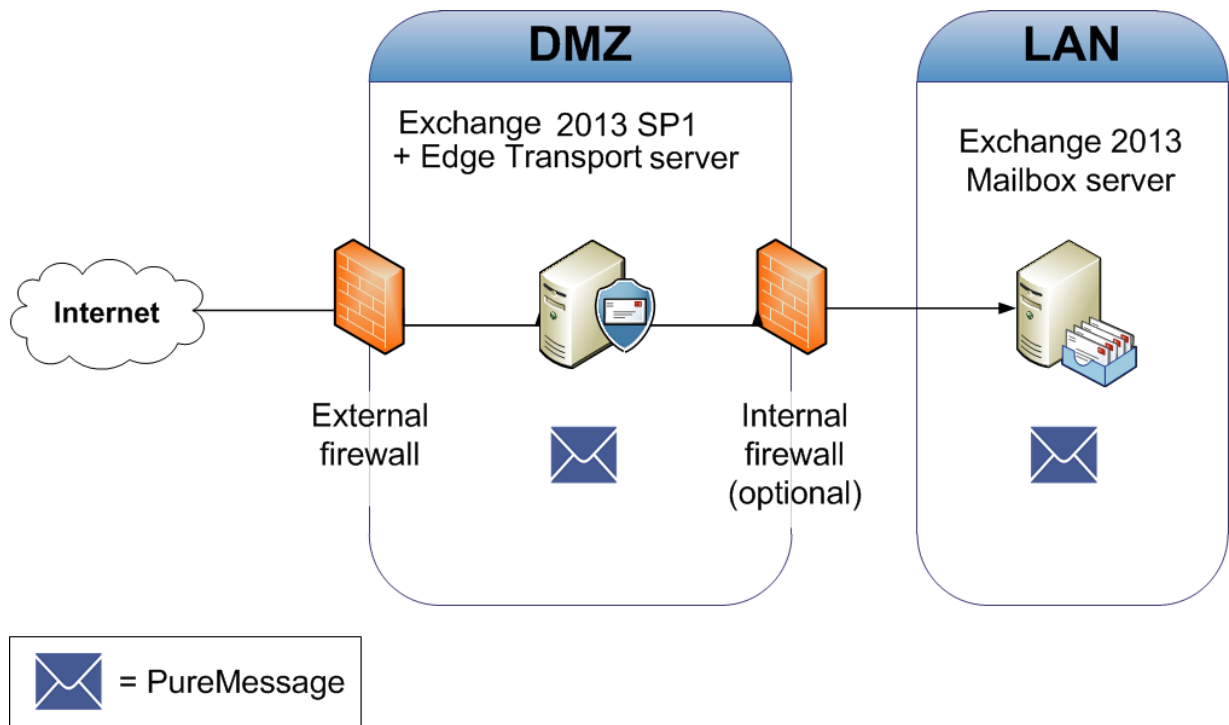 DMZ
LAN
Exchange 2013 SP1
+ Edge Transport server
Exchange 2013
Mailbox server
Internet
External
firewall
Internal
firewall
(optional)
= PureMessage